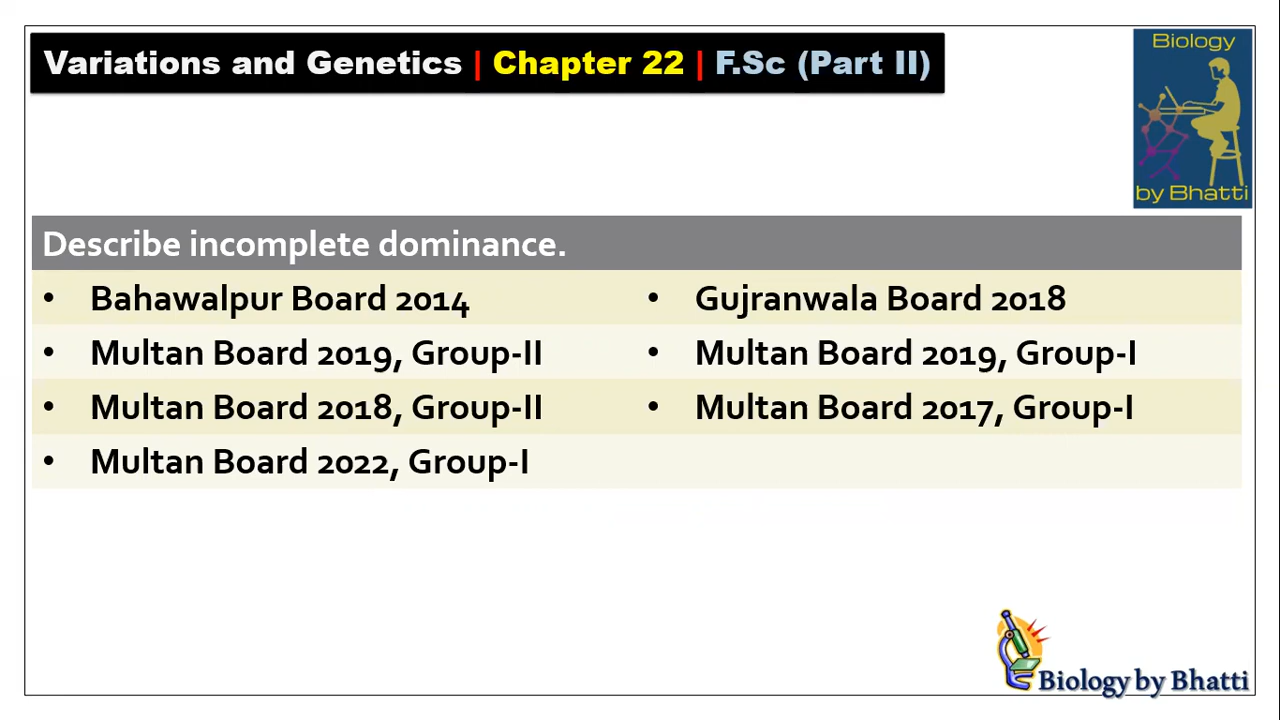 Variations and Genetics | Chapter 22 | F.Sc (Part II)
Biology
by Bhatti
Describe incomplete dominance.
• Bahawalpur Board 2014
• Gujranwala Board 2018
• Multan Board 2019, Group-II
• Multan Board 2019, Group-I
• Multan Board 2018, Group-II
• Multan Board 2017, Group-I
• Multan Board 2022, Group-I
Biology by Bhatti